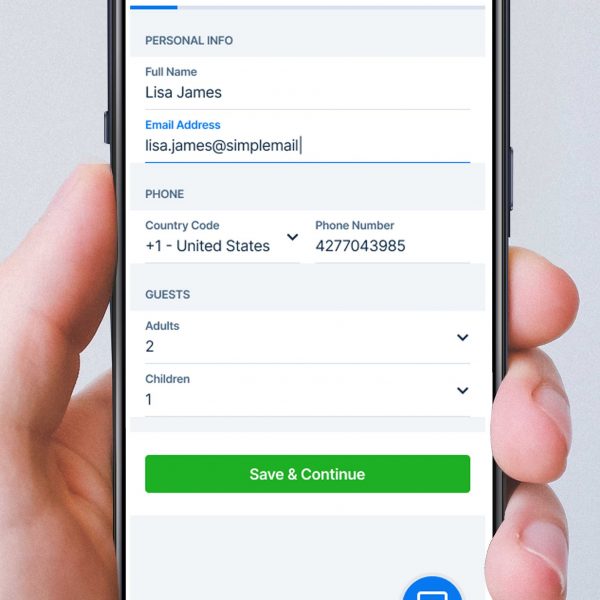 PERSONAL INFO
Full Name
Lisa James
Email Address
lisa.james@simplemail
PHONE
Country Code
Phone Number
+1 - United States
4277043985
GUESTS
Adults
2
Children
1
Save & Continue